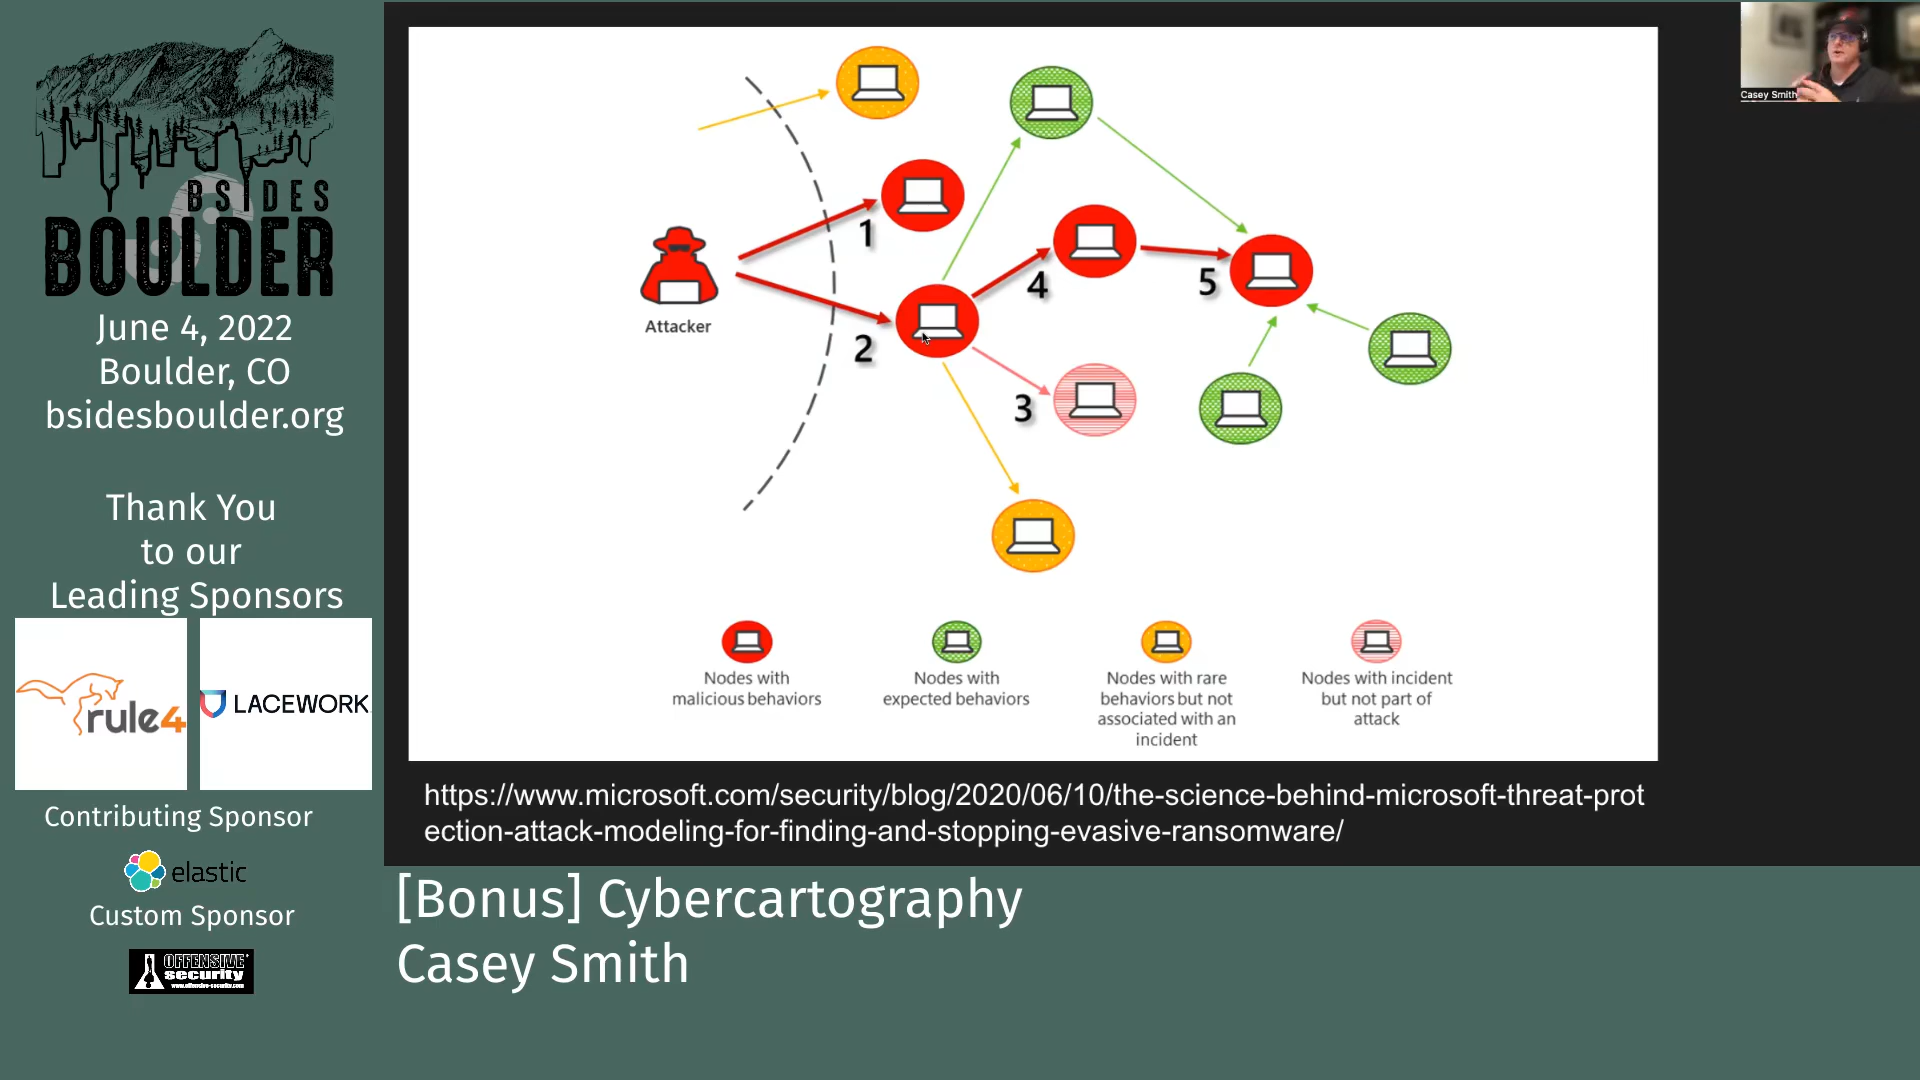 BSIDES
BOULDER
June 4, 2022
Boulder, CO
bsidesboulder.org
Thank You
to our
Leading Sponsors
rule4
LACEWORK
Contributing Sponsor
elastic
Custom Sponsor
OFFENSIVE
security
www.offensive-security.com
Casey Smith
1
Attacker
2
4
5
3
Nodes with
malicious behaviors
Nodes with
expected behaviors
Nodes with rare
behaviors but not
associated with an
incident
Nodes with incident
but not part of
attack
https://www.microsoft.com/security/blog/2020/06/10/the-science-behind-microsoft-threat-prot
ection-attack-modeling-for-finding-and-stopping-evasive-ransomware/
[Bonus] Cybercartography
Casey Smith